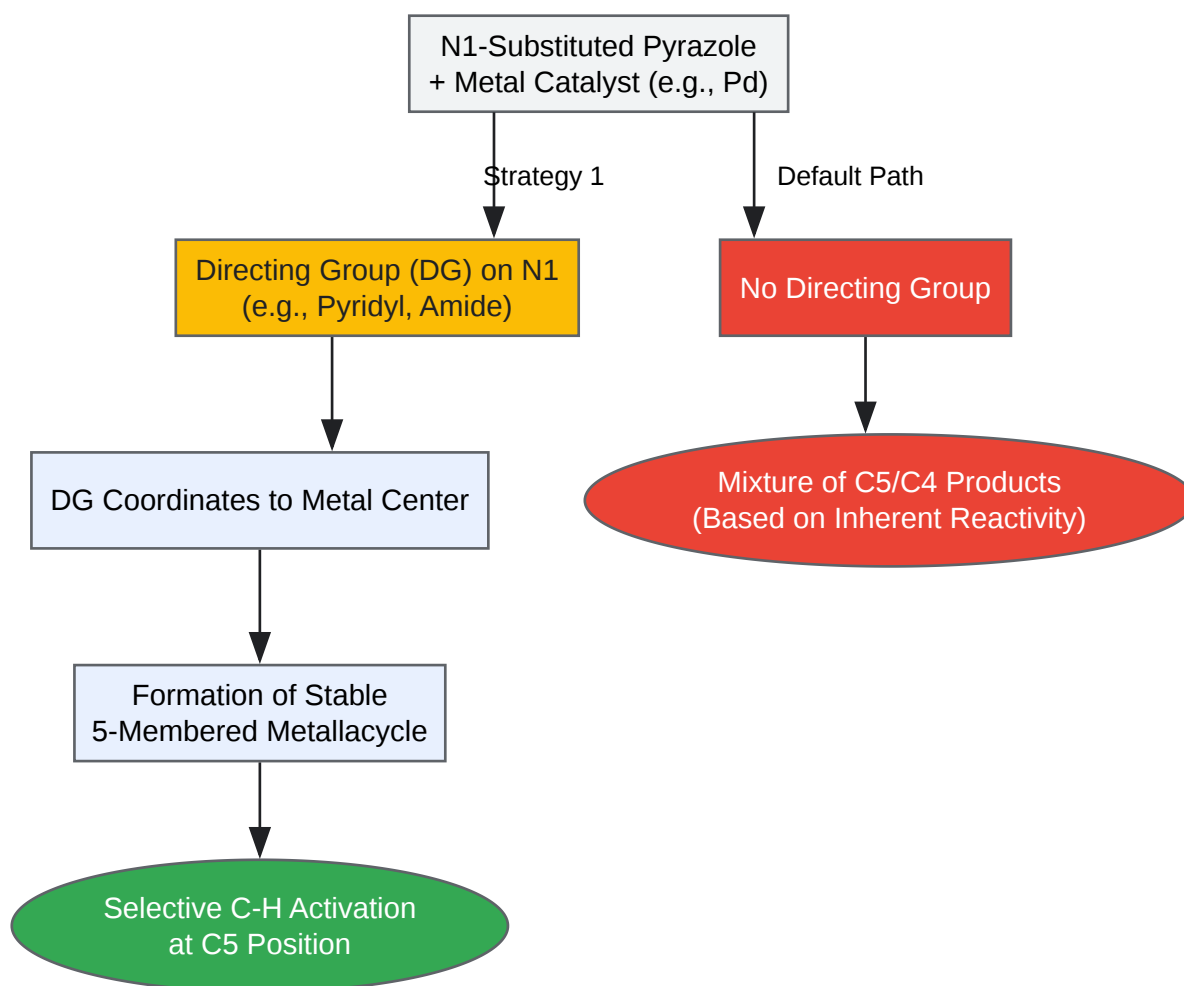 N1-Substituted Pyrazole
+ Metal Catalyst (e.g., Pd)
Strategy 1
Default Path
Directing Group (DG) on N1
(e.g., Pyridyl, Amide)
No Directing Group
DG Coordinates to Metal Center
Mixture of C5/C4 Products
(Based on Inherent Reactivity)
Formation of Stable
5-Membered Metallacycle
Selective C-H Activation
at C5 Position